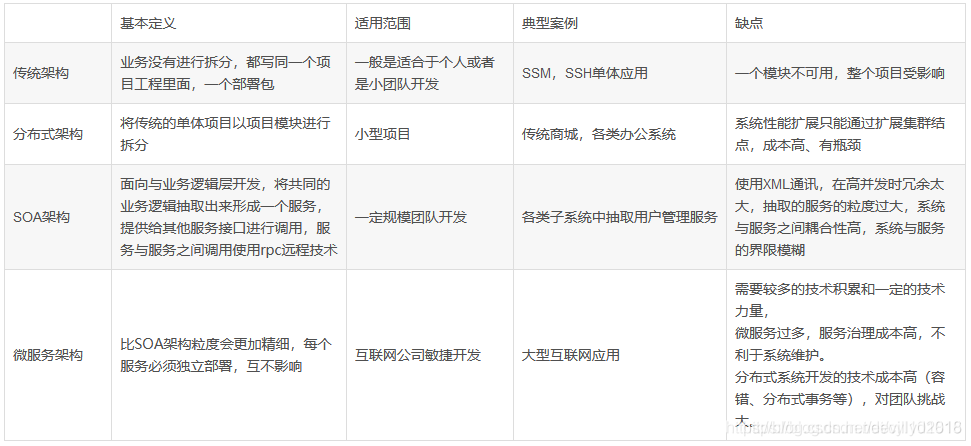 基本定义
适用范围
典型案例
缺点
传统架构
业务没有进行拆分，都写同一个项
目工程里面，一个部署包
一般是适合于个人或者
是小团队开发
SSM，SSH单体应用
一个模块不可用，整个项目受影响
分布式架构
将传统的单体项目以项目模块进行
拆分
小型项目
传统商城，各类办公系统
系统性能扩展只能通过扩展集群结
点，成本高、有瓶颈
SOA架构
面向与业务逻辑层开发，将共同的
业务逻辑抽取出来形成一个服务，
提供给其他服务接口进行调用，服
务与服务之间调用使用rpc远程技术
一定规模团队开发
各类子系统中抽取用户管理服务
使用XML通讯，在高并发时冗余太
大，抽取的服务的粒度过大，系统
与服务之间耦合性高，系统与服务
的界限模糊
微服务架构
比SOA架构粒度会更加精细，每个
服务必须独立部署，互不影响
互联网公司敏捷开发
大型互联网应用
需要较多的技术积累和一定的技术
力量，
微服务过多，服务治理成本高，不
利于系统维护。
分布式系统开发的技术成本高（容
错、分布式事务等），对团队挑战
大。